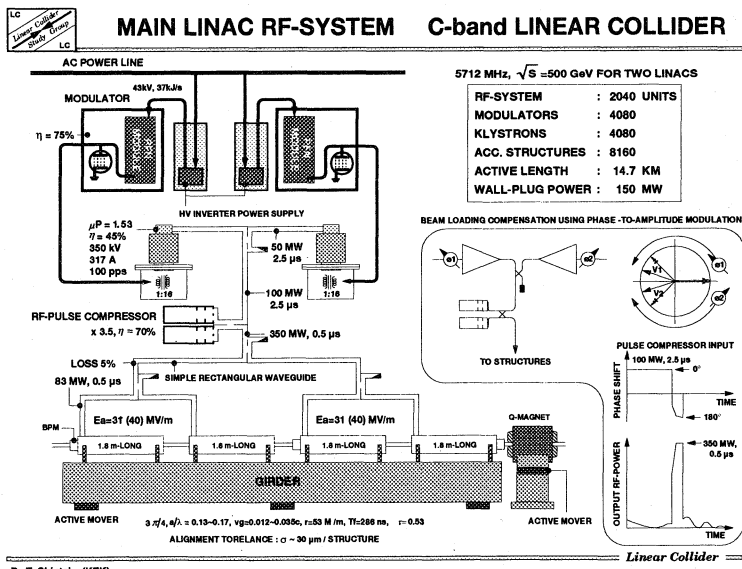 LC
Linear Collider
Study Group
LC
MAIN LINAC RF-SYSTEM C-band LINEAR COLLIDER
AC POWER LINE
43kV, 37kJ/s
MODULATOR
η = 75%
HV INVERTER POWER SUPPLY
μP = 1.53
η = 45%
350 kV
317 A
100 pps
1:16
1:16
50 MW
2.5 μs
100 MW
2.5 μs
RF-PULSE COMPRESSOR
x 3.5, η = 70%
350 MW, 0.5 μs
LOSS 5%
83 MW, 0.5 μs
SIMPLE RECTANGULAR WAVEGUIDE
Ea=31 (40) MV/m
Ea=31 (40) MV/m
BPM
Q-MAGNET
1.8 m-LONG
1.8 m-LONG
1.8 m-LONG
1.8 m-LONG
GIRDER
ACTIVE MOVER
ACTIVE MOVER
3 π/4, a/λ = 0.13~0.17, vg=0.012~0.035c, r=53 M /m, Tf=286 ns, τ= 0.53
ALIGNMENT TORELANCE : σ ~ 30 μm / STRUCTURE
5712 MHz, √S =500 GeV FOR TWO LINACS
RF-SYSTEM : 2040 UNITS
MODULATORS : 4080
KLYSTRONS : 4080
ACC. STRUCTURES : 8160
ACTIVE LENGTH : 14.7 KM
WALL-PLUG POWER : 150 MW
BEAM LOADING COMPENSATION USING PHASE -TO-AMPLITUDE MODULATION
ø1
ø2
ø1
V1
V2
ø2
TO STRUCTURES
PULSE COMPRESSOR INPUT
100 MW, 2.5 μs
0°
PHASE SHIFT
TIME
180°
350 MW,
0.5 μs
OUTPUT RF-POWER
TIME
Linear Collider